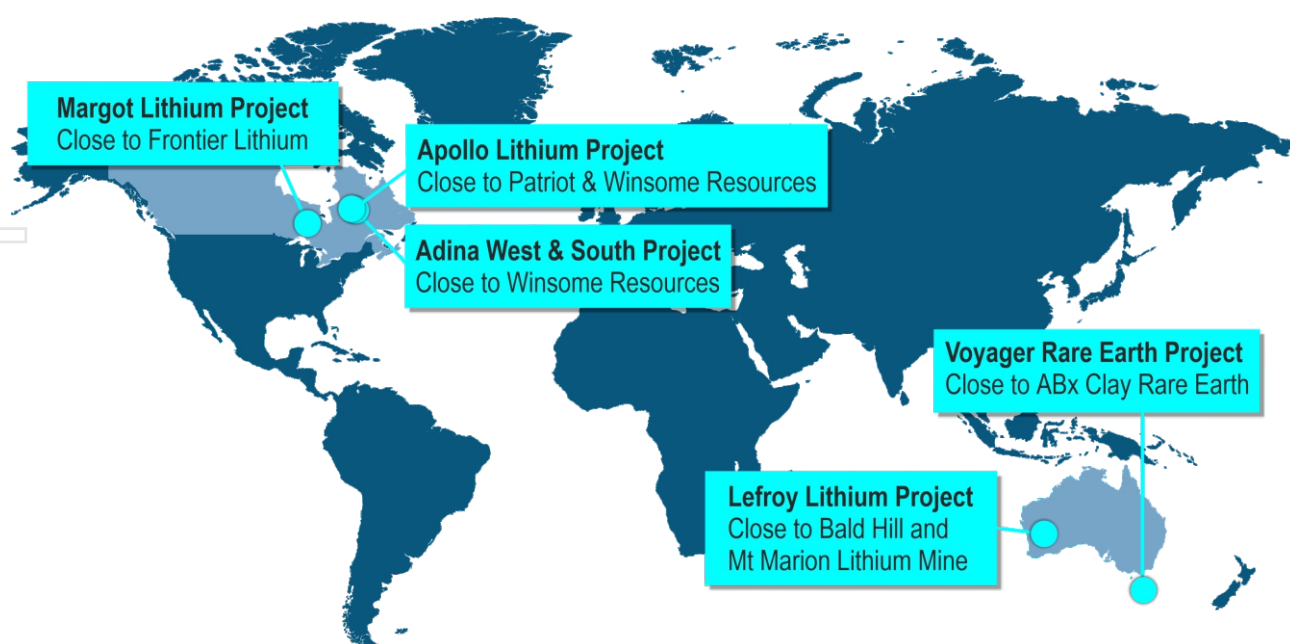 Margot Lithium Project
Close to Frontier Lithium
Apollo Lithium Project
Close to Patriot & Winsome Resources
Adina West & South Project
Close to Winsome Resources
Voyager Rare Earth Project
Close to ABx Clay Rare Earth
Lefroy Lithium Project
Close to Bald Hill and
Mt Marion Lithium Mine